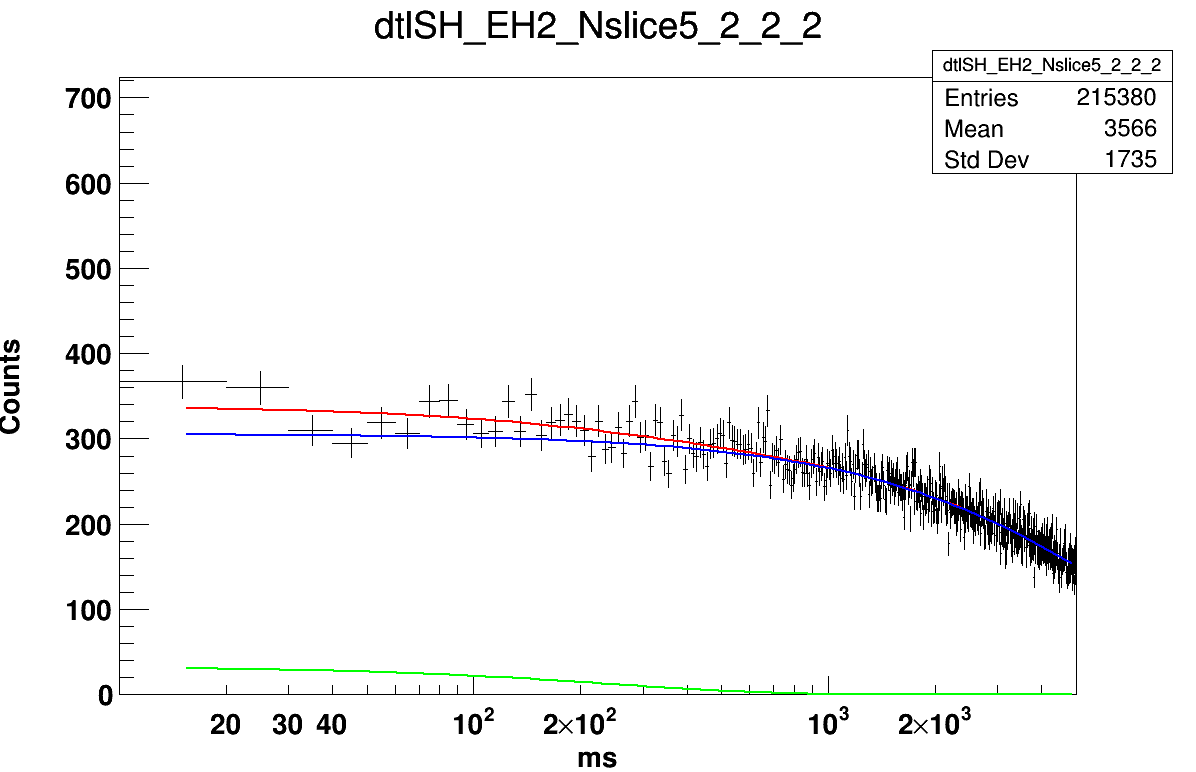 dtlSH_EH2_Nslice5_2_2_2
dtlSH_EH2_Nslice5_2_2_2
Entries 215380
Mean 3566
Std Dev 1735
700
600
500
400
300
200
100
0
Counts
20 30 40 10² 2×10² 10³ 2×10³
ms